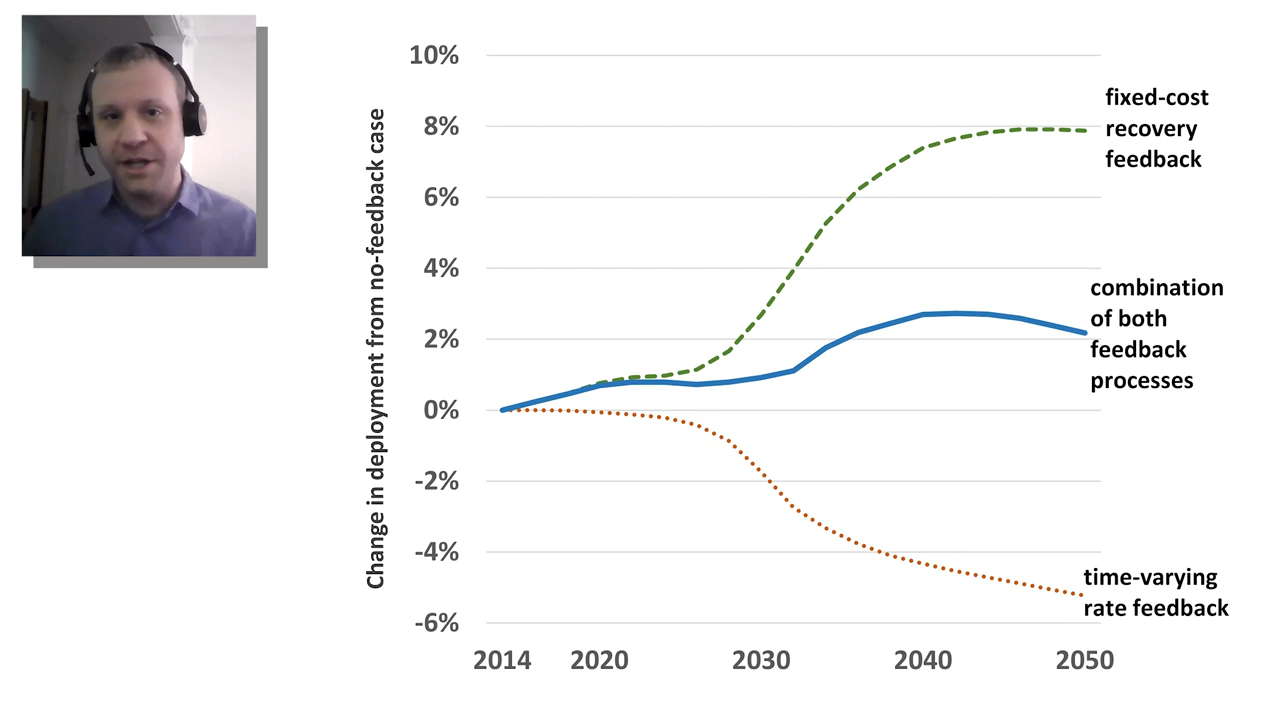 Change in deployment from no-feedback case
10%
8%
6%
4%
2%
0%
-2%
-4%
-6%
2014
2020
2030
2040
2050
fixed-cost
recovery
feedback
combination
of both
feedback
processes
time-varying
rate feedback